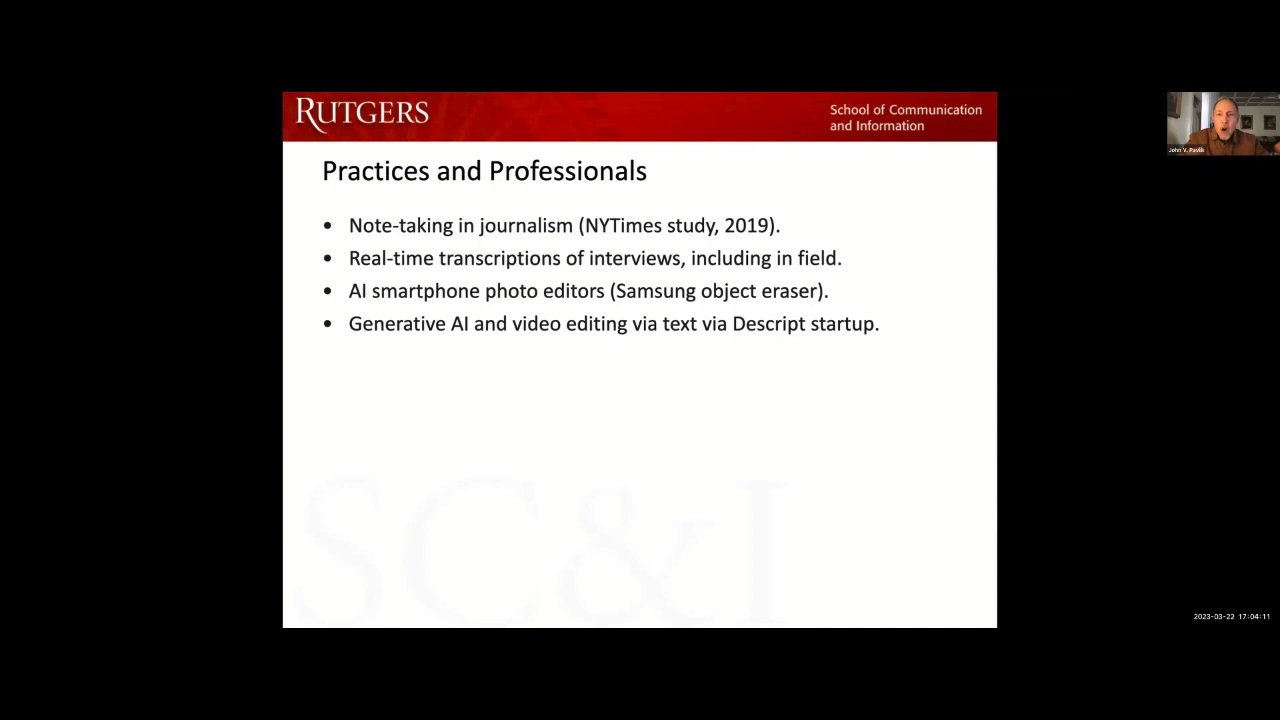 RUTGERS
School of Communication
and Information
Practices and Professionals
• Note-taking in journalism (NYTimes study, 2019).
• Real-time transcriptions of interviews, including in field.
• AI smartphone photo editors (Samsung object eraser).
• Generative AI and video editing via text via Descript startup.
SC&I
John V. Pavlik
2023-03-22 17:04:11